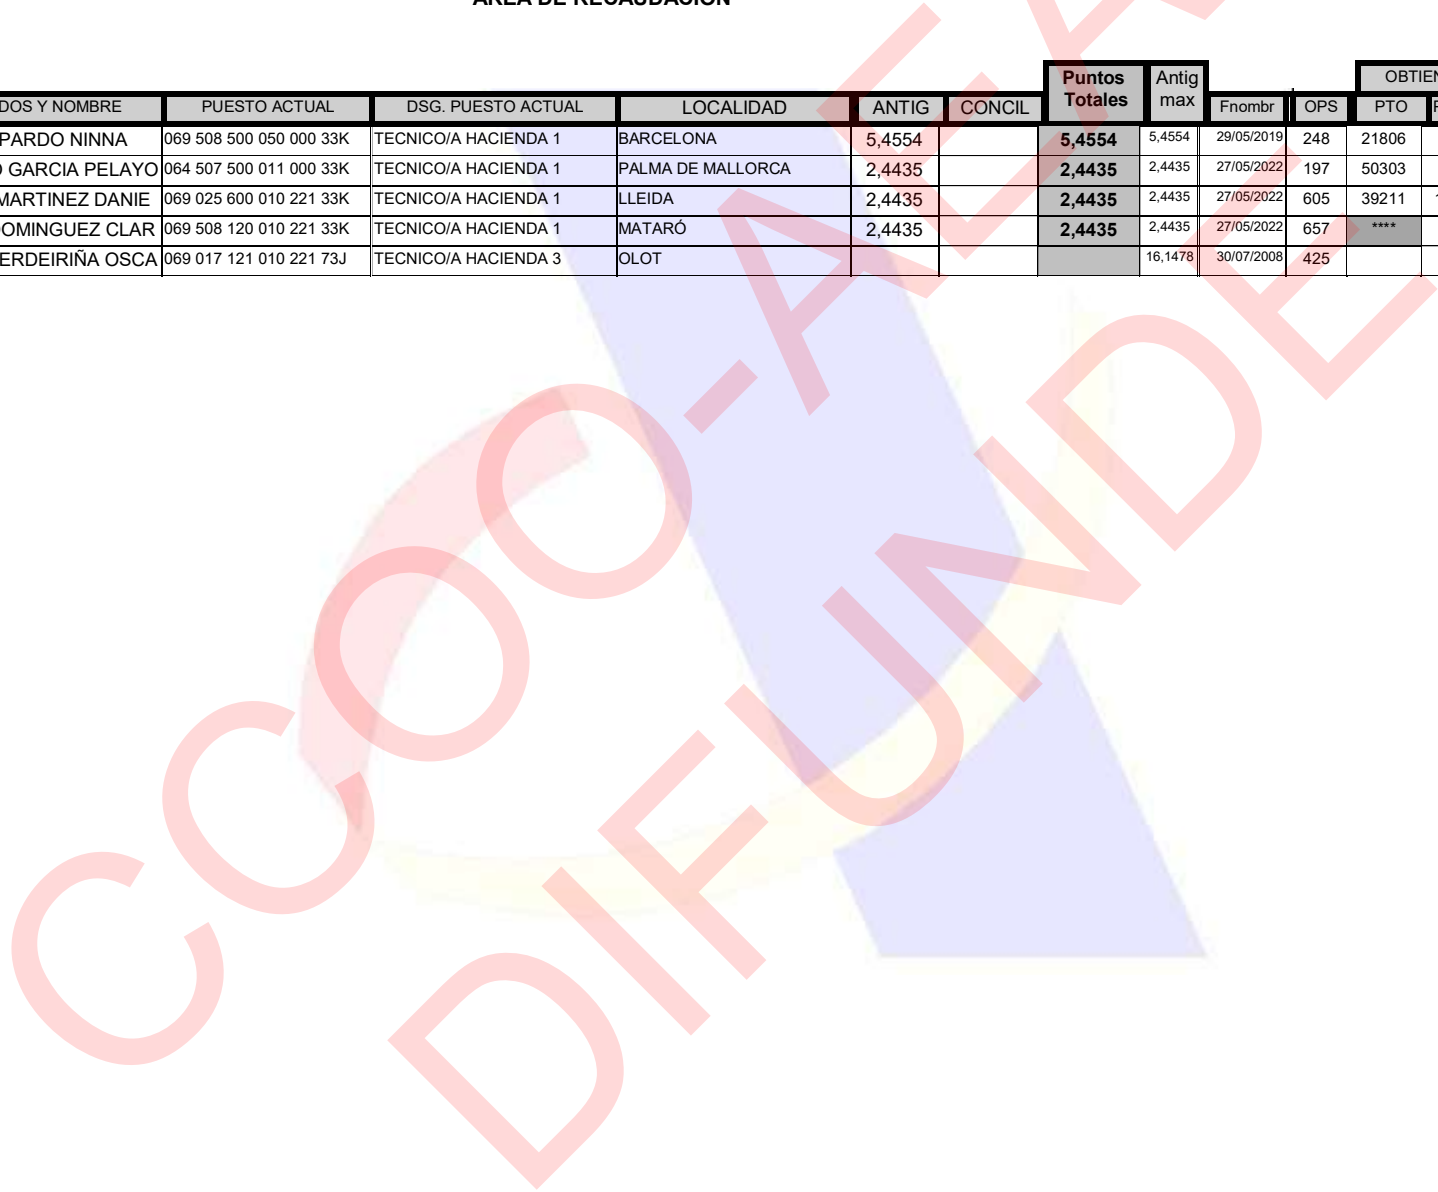 ÁREA DE RECAUDACIÓN
Puntos Totales Antig max OBTIEN
DOS Y NOMBRE PUESTO ACTUAL DSG. PUESTO ACTUAL LOCALIDAD ANTIG CONCIL Fnombr OPS PTO
PARDO NINNA 069 508 500 050 000 33K TECNICO/A HACIENDA 1 BARCELONA 5,4554 5,4554 5,4554 29/05/2019 248 21806
GARCIA PELAYO 064 507 500 011 000 33K TECNICO/A HACIENDA 1 PALMA DE MALLORCA 2,4435 2,4435 2,4435 27/05/2022 197 50303
MARTINEZ DANIE 069 025 600 010 221 33K TECNICO/A HACIENDA 1 LLEIDA 2,4435 2,4435 2,4435 27/05/2022 605 39211
OMINGUEZ CLAR 069 508 120 010 221 33K TECNICO/A HACIENDA 1 MATARÓ 2,4435 2,4435 2,4435 27/05/2022 657 ****
ERDEIRIÑA OSCA 069 017 121 010 221 73J TECNICO/A HACIENDA 3 OLOT 16,1478 30/07/2008 425
CCOO-AEA
DIFUNDE